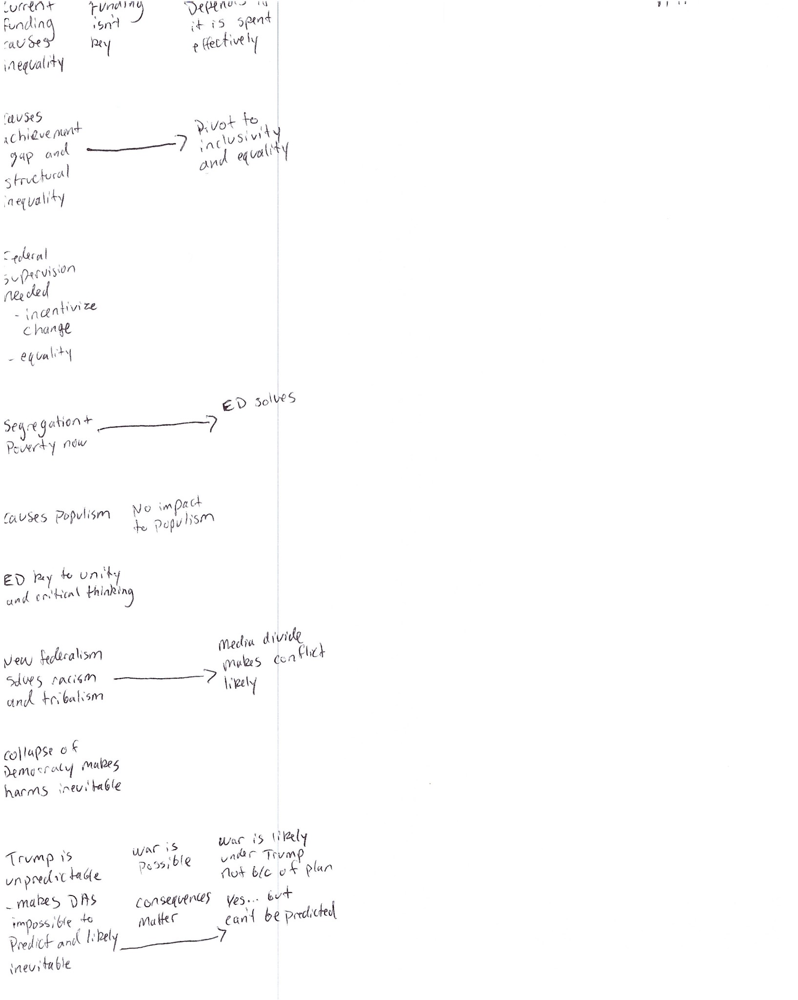 current
funding
causes
inequality
Funding
isn't
key
Depends if
it is spent
effectively
causes
achievement
gap and
structural
inequality
Pivot to
inclusivity
and equality
Federal
supervision
needed
- incentivize
change
- equality
Segregation +
Poverty now
ED solves
causes Populism
No impact
to Populism
ED key to unity
and critical thinking
New federalism
solves racism
and tribalism
Media divide
makes conflict
likely
collapse of
Democracy makes
harms inevitable
Trump is
unpredictable
- makes DAs
impossible to
Predict and likely
inevitable
war is
possible
consequences
matter
war is likely
under Trump
not b/c of plan
Yes... but
can't be predicted